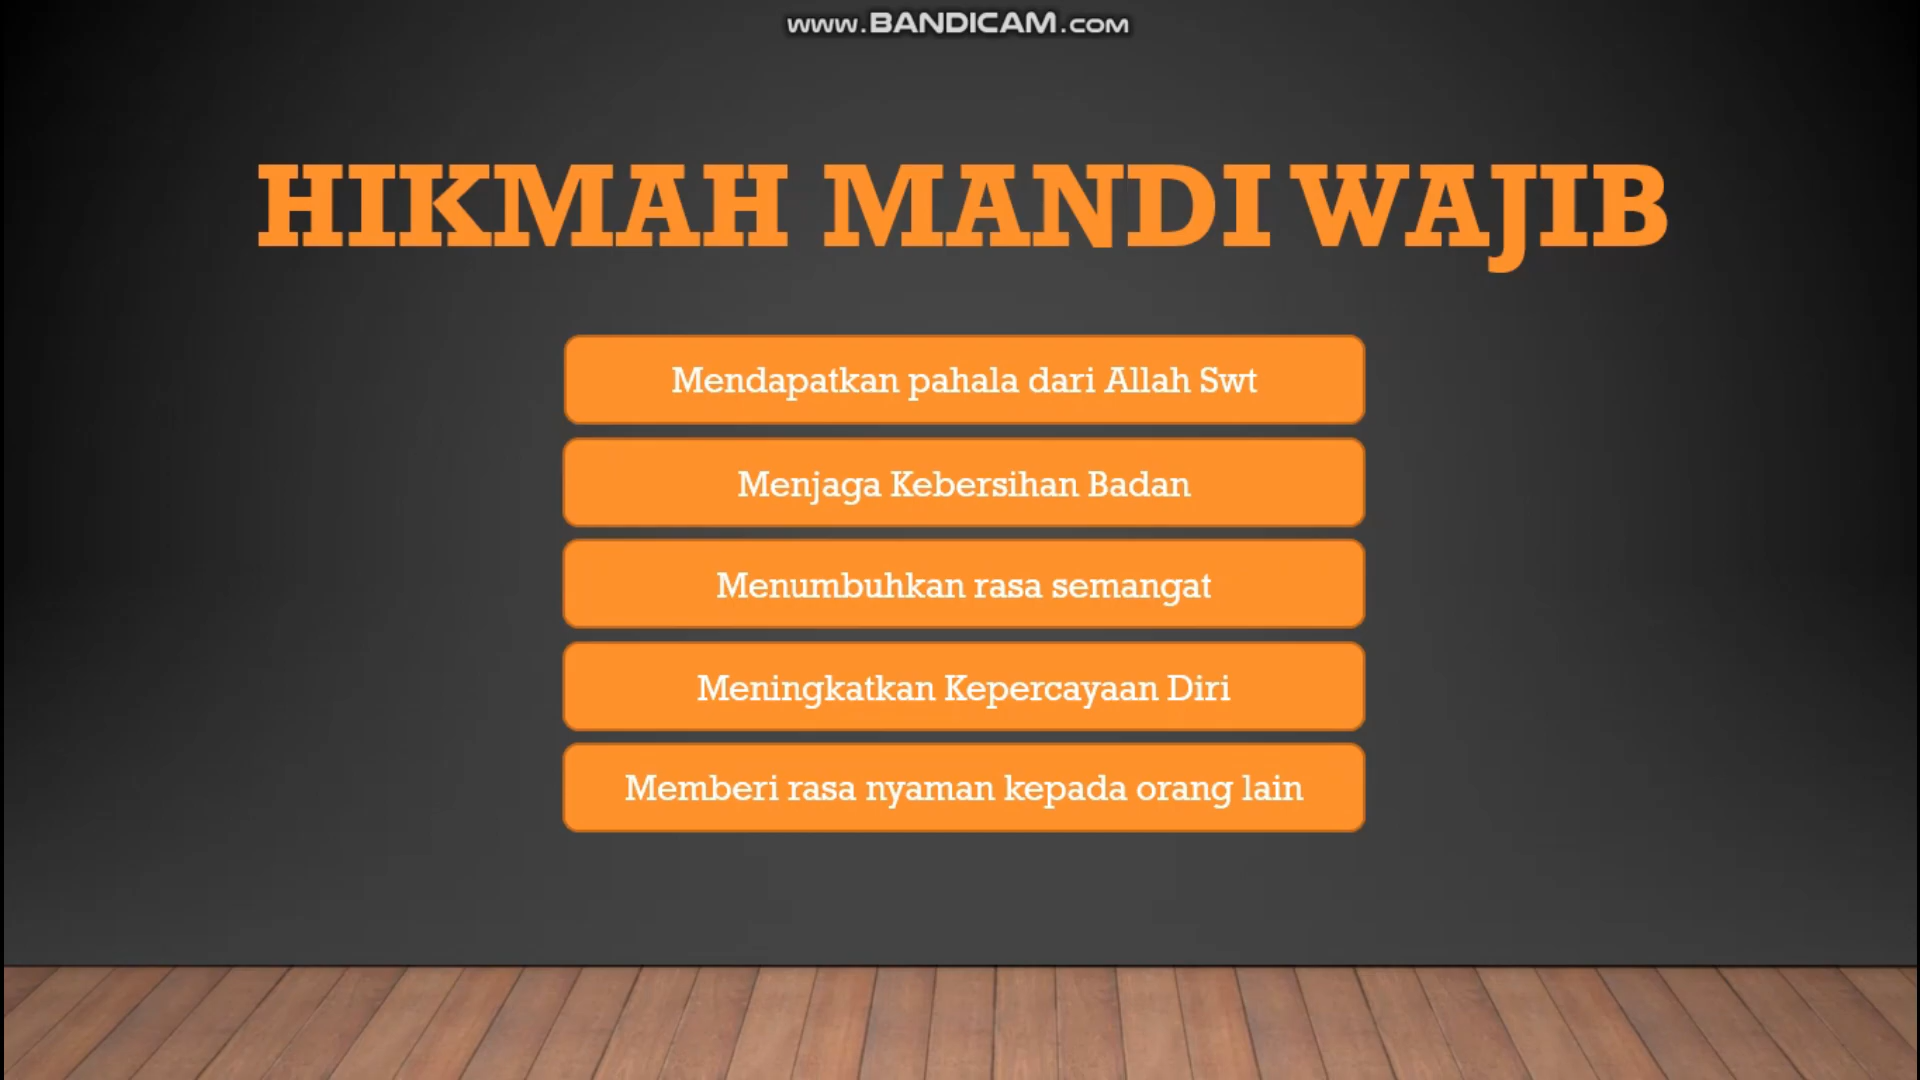 www.BANDICAM.com
HIKMAH MANDI WAJIB
Mendapatkan pahala dari Allah Swt
Menjaga Kebersihan Badan
Menumbuhkan rasa semangat
Meningkatkan Kepercayaan Diri
Memberi rasa nyaman kepada orang lain